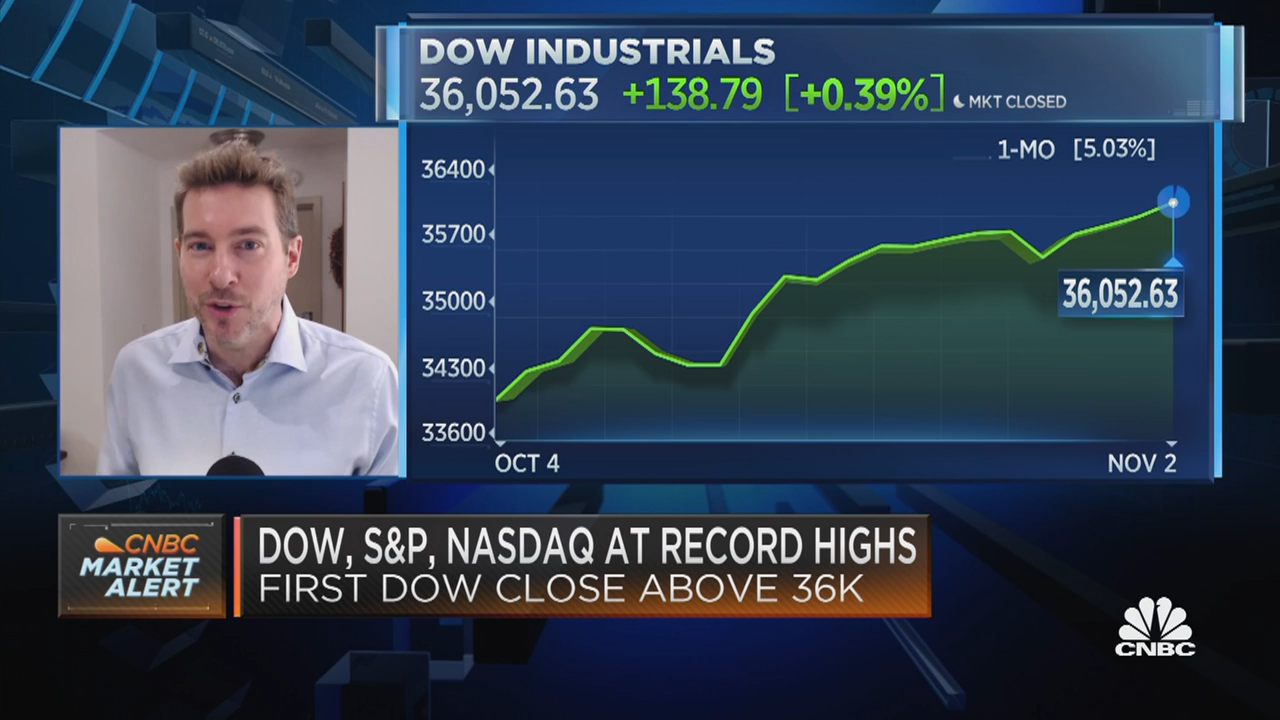 DOW INDUSTRIALS
36,052.63 +138.79 [+0.39%] MKT CLOSED
1-MO [5.03%]
36400
35700
35000
34300
33600
36,052.63
OCT 4 NOV 2
CNBC
MARKET
ALERT
DOW, S&P, NASDAQ AT RECORD HIGHS
FIRST DOW CLOSE ABOVE 36K
CNBC